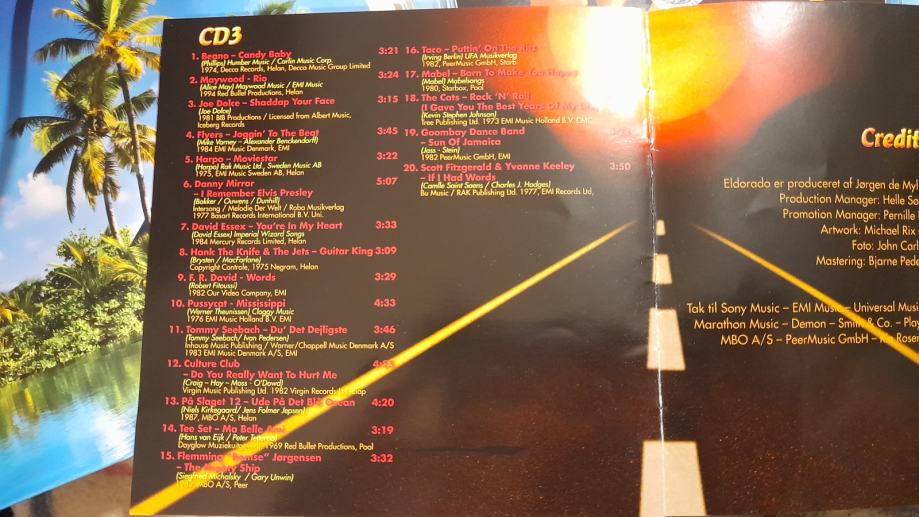 CD3
1. Beano – Candy Baby 3:21
(Phillips) Humber Music / Carlin Music Corp.
1974, Decca Records, Helan, Decco Music Group Limited
2. Maywood - Rio 3:24
(Alice May) Maywood Music / EMI Music
1994 Red Bullet Productions, Helan
3. Joe Dolce – Shaddap Your Face 3:15
(Joe Dolce)
1981 BIB Productions / Licensed from Albert Music,
Iceberg Records
4. Flyers – Joggin' To The Beat 3:45
(Mike Varney – Alexander Benckendorff)
1984 EMI Music Denmark, EMI
5. Harpo – Moviestar 3:22
(Harpo) Rak Music Ltd., Sweden Music AB
1975, EMI Music Sweden AB, Helan
6. Danny Mirror 5:07
– I Remember Elvis Presley
(Bakker / Ouwens / Dunhill)
Intersong / Melodie Der Welt / Roba Musikverlag
1977 Basart Records International B.V. Uni.
7. David Essex – You're In My Heart 3:33
(David Essex) Imperial Wizard Songs
1984 Mercury Records Limited, Helan
8. Hank The Knife & The Jets – Guitar King 3:09
(Brysten / MacFarlane)
Copyright Controle, 1975 Negram, Helan
9. F. R. David - Words 3:29
(Robert Fitoussi)
1982 Our Video Company, EMI
10. Pussycat - Mississippi 4:33
(Werner Theunissen) Cloggy Music
1976 EMI Music Holland B.V. EMI
11. Tommy Seebach – Du' Det Dejligste 3:46
(Tommy Seebach/ Ivan Pedersen)
Inhouse Music Publishing / Warner/Chappell Music Denmark A/S
1983 EMI Music Denmark A/S, EMI
12. Culture Club
– Do You Really Want To Hurt Me
(Craig – Hay – Moss - O'Dowd)
Virgin Music Publishing Ltd. 1982 Virgin Records
13. På Slaget 12 – Ude På Det Blå Ocean 4:20
(Niels Kirkegaard/ Jens Folmer Jepsen)
1987, MBO A/S, Helan
14. Tee Set – Ma Belle 3:19
(Hans van Eijk / Peter Tetteroo)
Dayglow 1969 Red Bullet Productions, Pool
15. Flemming "Bamse" Jørgensen 3:32
– The Ship
(Siegfried Michalsky / Gary Unwin)
MBO A/S, Peer
16. Taco – Puttin' On The Ritz
(Irving Berlin) UFA Musikverlag
1982, PeerMusic GmbH, Starb
17. Mabel – Born To Make You Happy
(Mabel) Mabelsongs
1980, Starbox, Pool
18. The Cats – Rock 'N' Roll
(I Gave You The Best Years Of My
(Kevin Stephen Johnson)
Tree Publishing Ltd. 1973 EMI Music Holland B.V. CMC
19. Goombay Dance Band
– Sun Of Jamaica
(Jass - Stein)
1982 PeerMusic GmbH, EMI
20. Scott Fitzgerald & Yvonne Keeley 3:50
– If I Had Words
(Camille Saint Saens / Charles J. Hodges)
Bu Music / RAK Publishing Ltd. 1977, EMI Records Ltd,
Credit
Eldorado er produceret af Jørgen de Myl
Production Manager: Helle Sø
Promotion Manager: Pernille
Artwork: Michael Rix
Foto: John Carl
Mastering: Bjarne Peder
Tak til Sony Music – EMI Music – Universal Musi
Marathon Music – Demon – Smith & Co. – Pla
MBO A/S – PeerMusic GmbH – Rosen